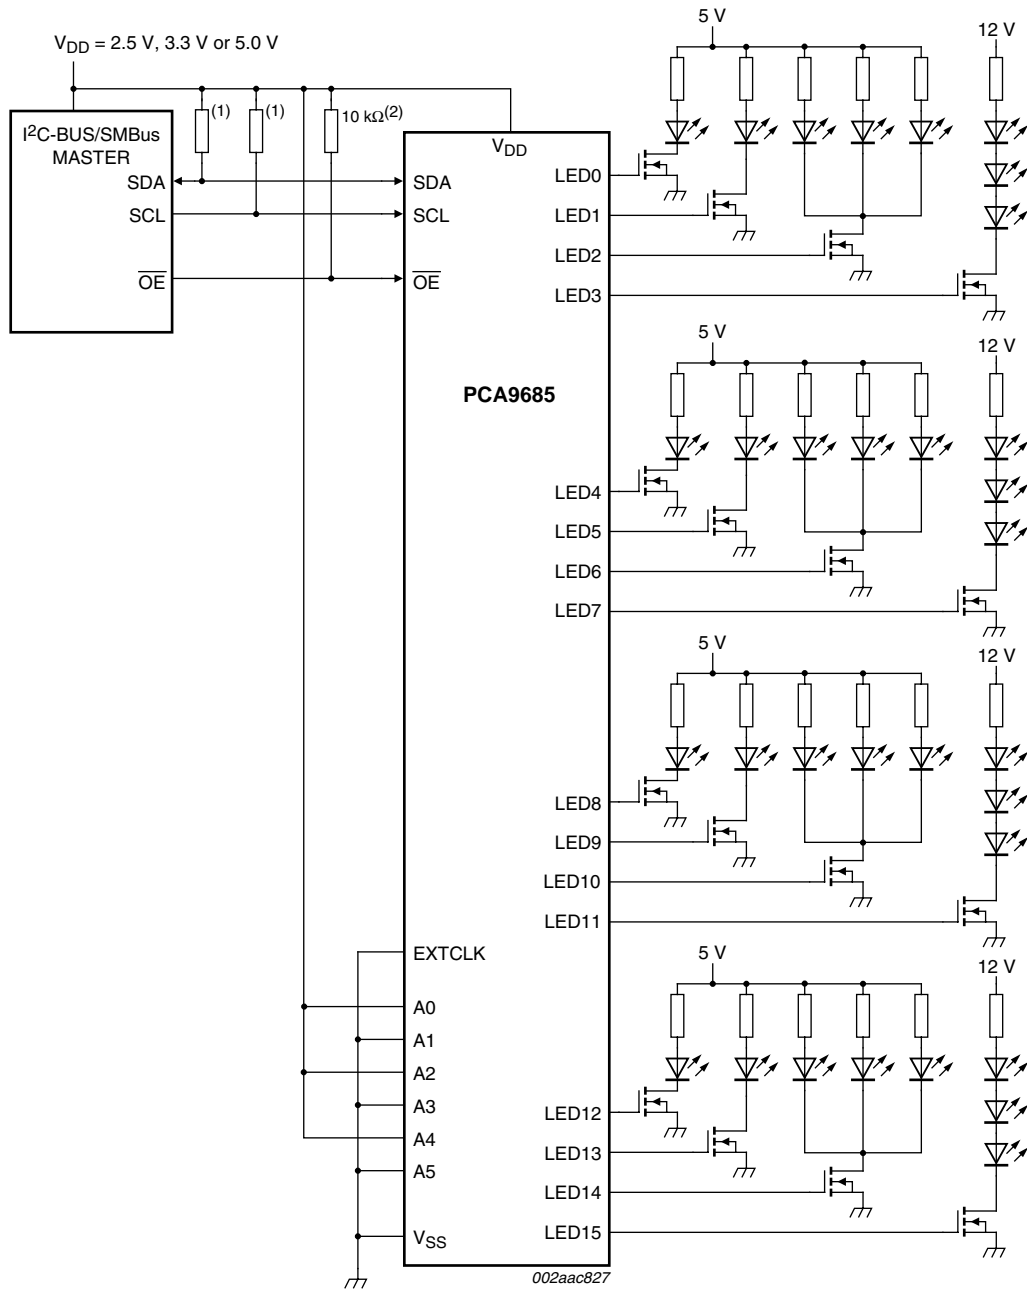 V_DD = 2.5 V, 3.3 V or 5.0 V
I²C-BUS/SMBus
MASTER
SDA
SCL
O̅E̅
(1)
(1)
10 kΩ(2)
V_DD
SDA
SCL
O̅E̅
PCA9685
EXTCLK
A0
A1
A2
A3
A4
A5
V_SS
LED0
LED1
LED2
LED3
LED4
LED5
LED6
LED7
LED8
LED9
LED10
LED11
LED12
LED13
LED14
LED15
5 V
12 V
5 V
12 V
5 V
12 V
5 V
12 V
002aac827